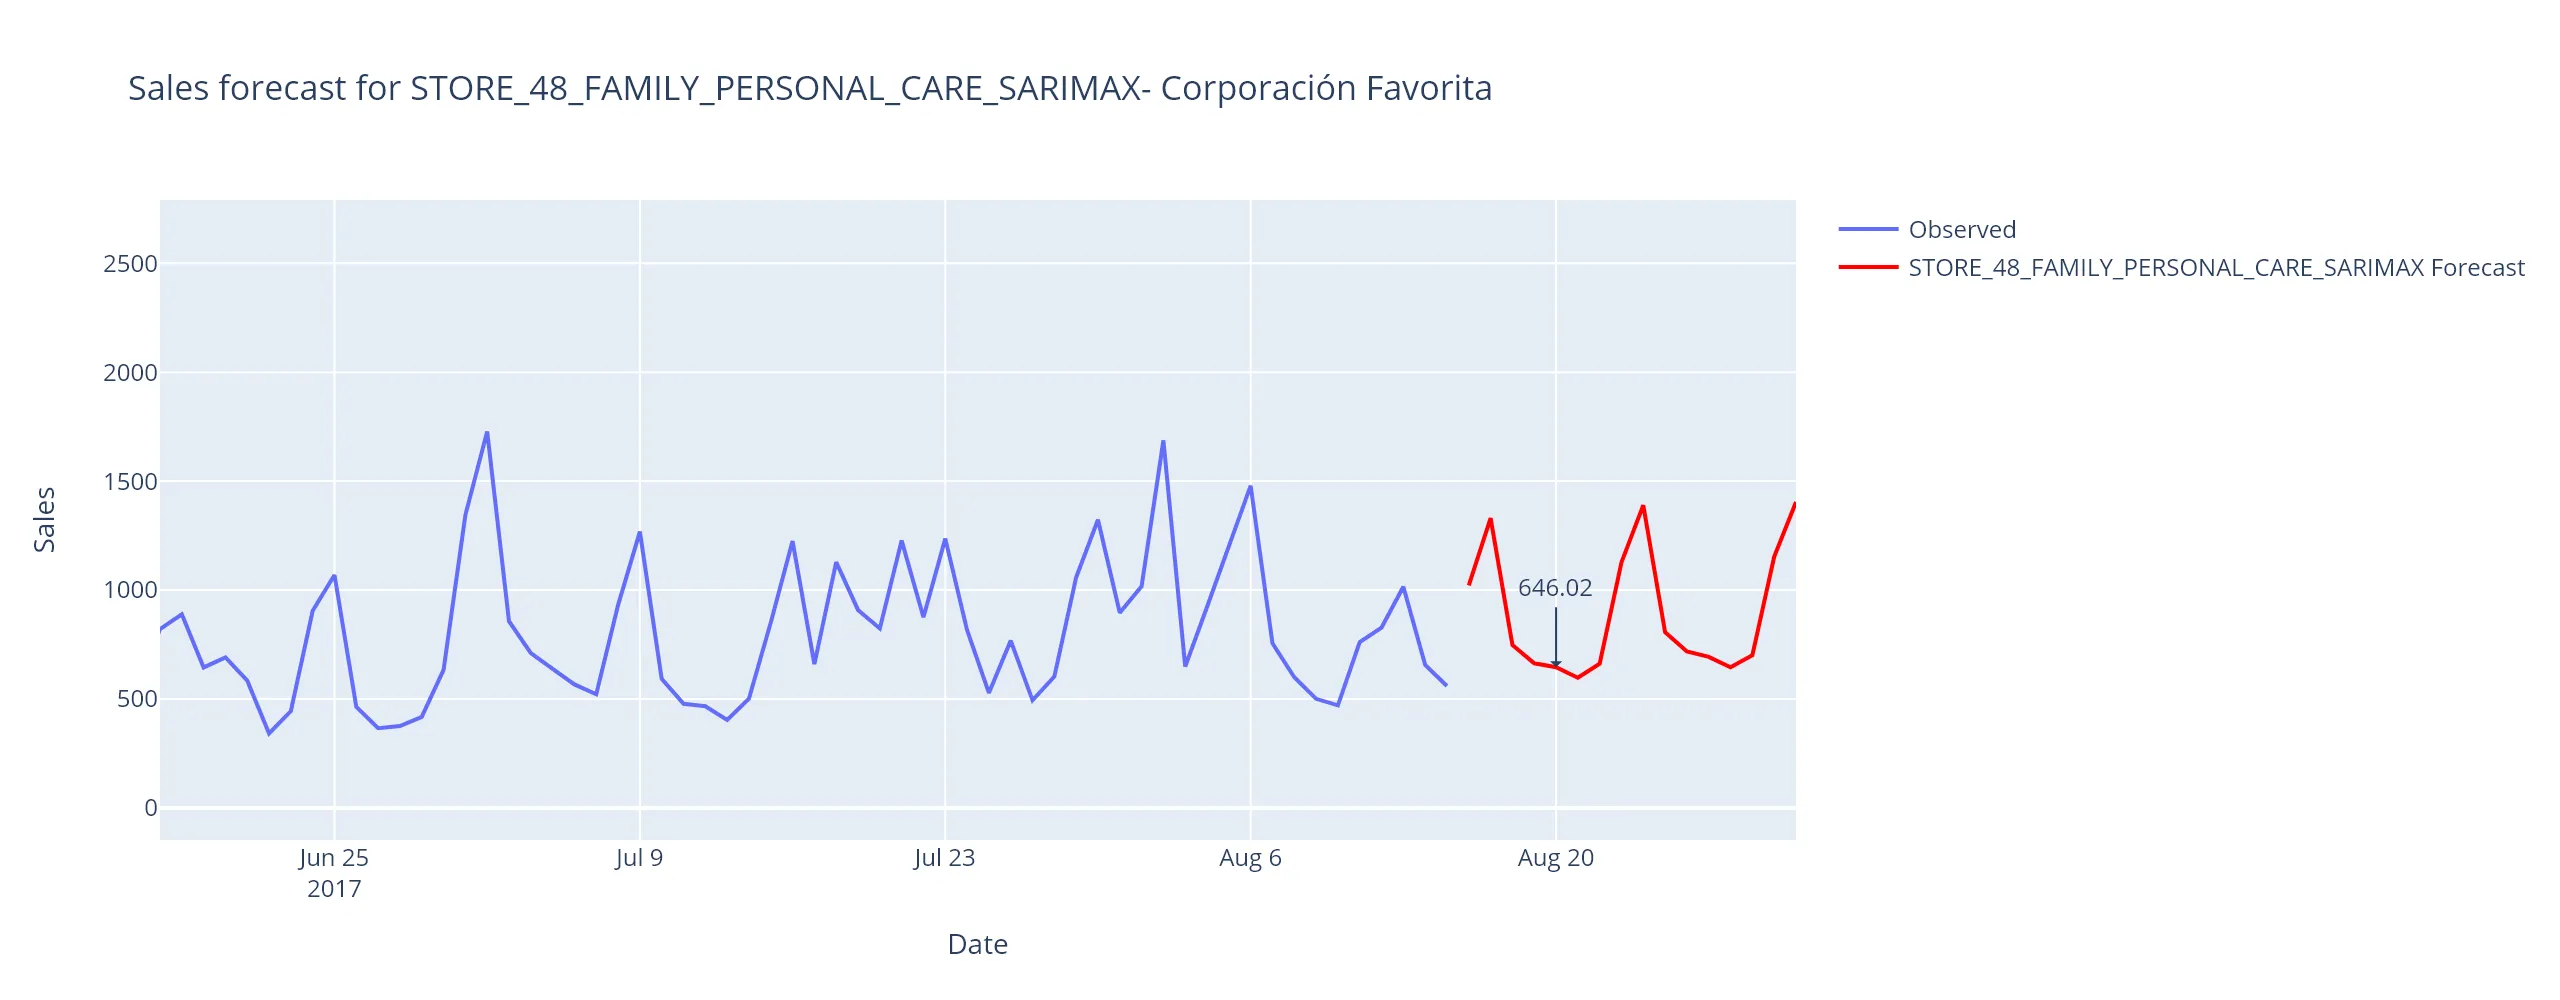 Sales forecast for STORE_48_FAMILY_PERSONAL_CARE_SARIMAX- Corporación Favorita
Observed
STORE_48_FAMILY_PERSONAL_CARE_SARIMAX Forecast
2500
2000
1500
1000
500
0
Sales
646.02
Jun 25
2017
Jul 9
Jul 23
Aug 6
Aug 20
Date